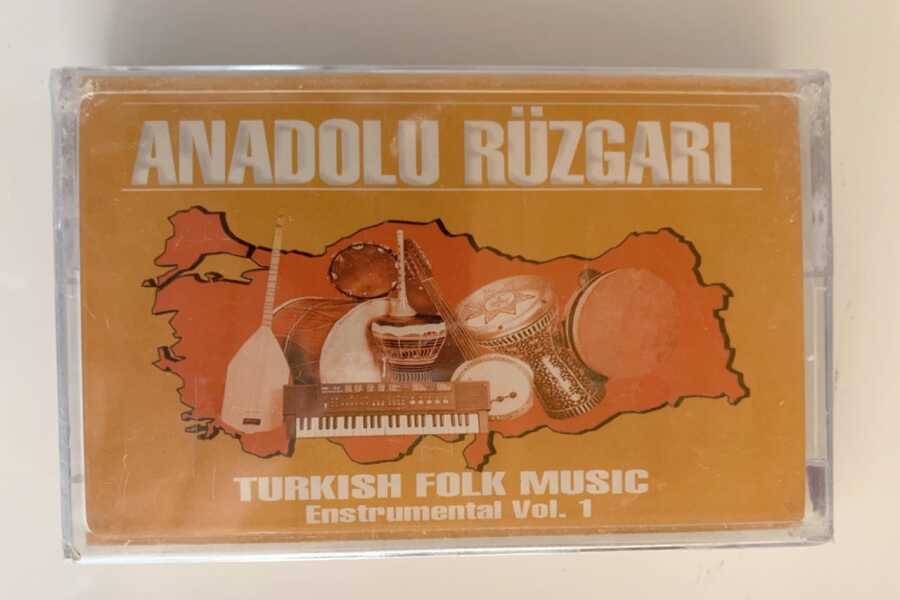 ANADOLU RÜZGARI
TURKISH FOLK MUSIC
Enstrumental Vol. 1